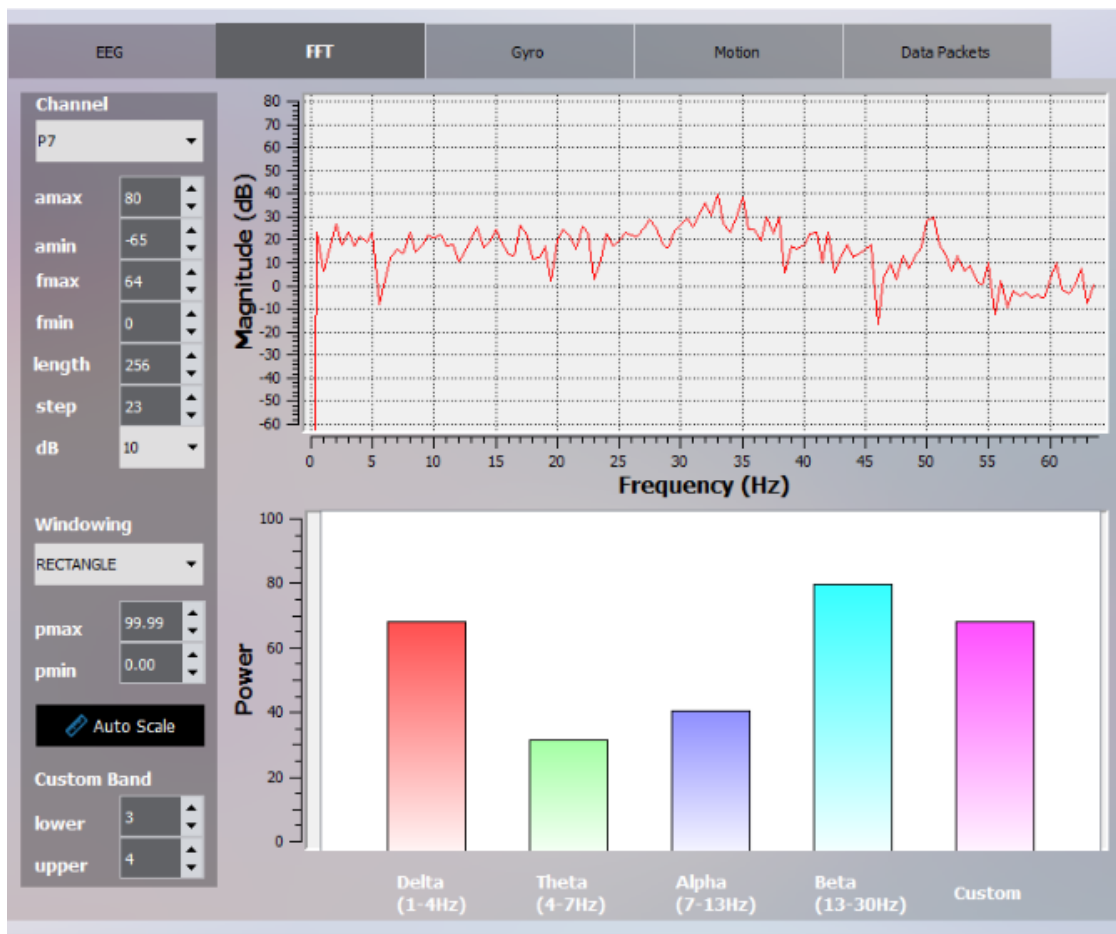 EEG
FFT
Gyro
Motion
Data Packets
Channel
P7
amax 80
amin -65
fmax 64
fmin 0
length 256
step 23
dB 10
Windowing
RECTANGLE
pmax 99.99
pmin 0.00
Auto Scale
Custom Band
lower 3
upper 4
Magnitude (dB)
80
70
60
50
40
30
20
10
0
-10
-20
-30
-40
-50
-60
0 5 10 15 20 25 30 35 40 45 50 55 60
Frequency (Hz)
Power
100
80
60
40
20
0
Delta
(1-4Hz)
Theta
(4-7Hz)
Alpha
(7-13Hz)
Beta
(13-30Hz)
Custom